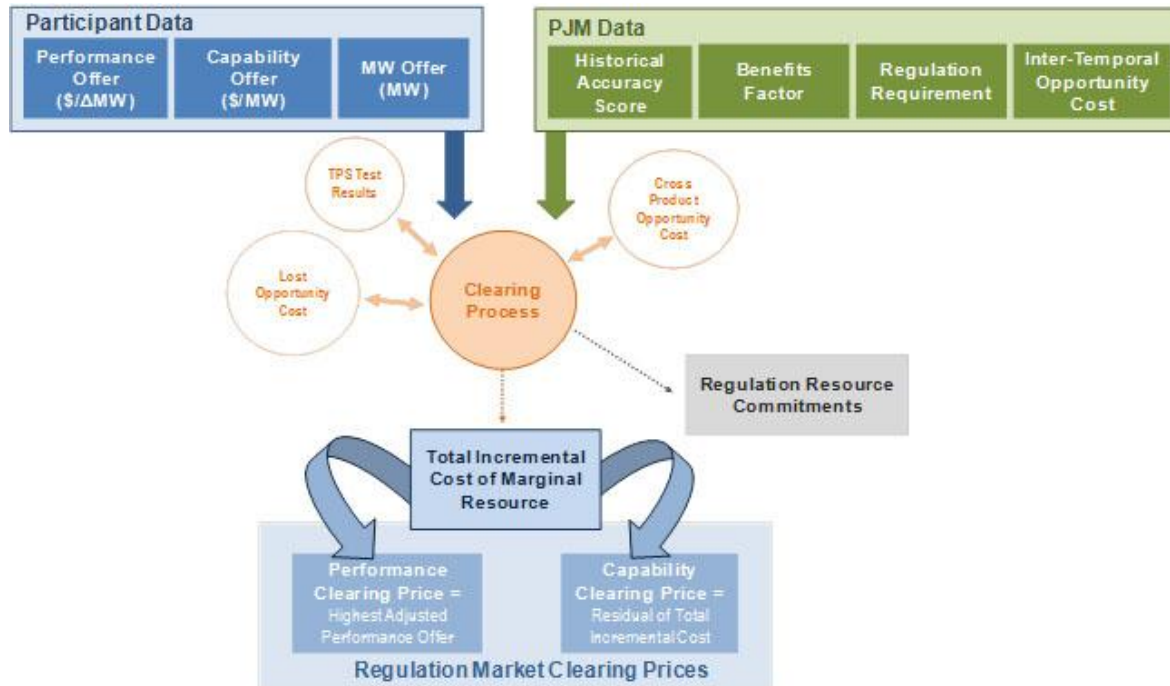 Participant Data
Performance
Offer
($/ΔMW)
Capability
Offer
($/MW)
MW Offer
(MW)
PJM Data
Historical
Accuracy
Score
Benefits
Factor
Regulation
Requirement
Inter-Temporal
Opportunity
Cost
TPS Test
Results
Cross
Product
Opportunity
Cost
Lost
Opportunity
Cost
Clearing
Process
Regulation Resource
Commitments
Total Incremental
Cost of Marginal
Resource
Performance
Clearing Price =
Highest Adjusted
Performance Offer
Capability
Clearing Price =
Residual of Total
Incremental Cost
Regulation Market Clearing Prices